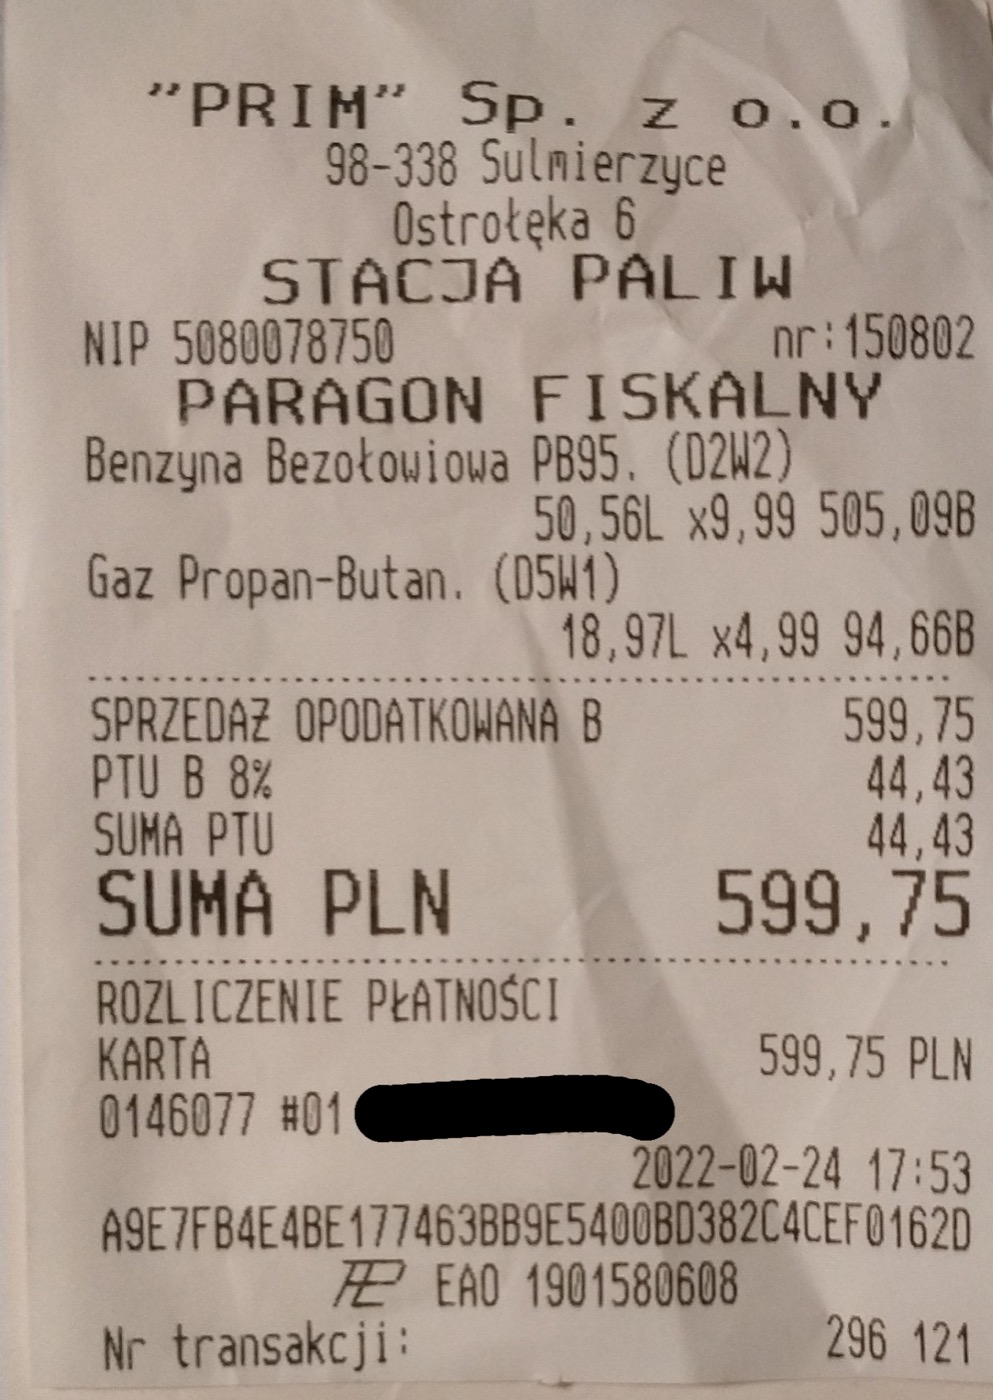 "PRIM" Sp. z o.o.
98-338 Sulmierzyce
Ostrołęka 6
STACJA PALIW
NIP 5080078750 nr:150802
PARAGON FISKALNY
Benzyna Bezołowiowa PB95. (D2W2)
50,56L x9,99 505,09B
Gaz Propan-Butan. (D5W1)
18,97L x4,99 94,66B
SPRZEDAŻ OPODATKOWANA B 599,75
PTU B 8% 44,43
SUMA PTU 44,43
SUMA PLN 599,75
ROZLICZENIE PŁATNOŚCI
KARTA 599,75 PLN
0146077 #01
2022-02-24 17:53
A9E7FB4E4BE177463BB9E5400BD382C4CEF0162D
EAO 1901580608
Nr transakcji: 296 121